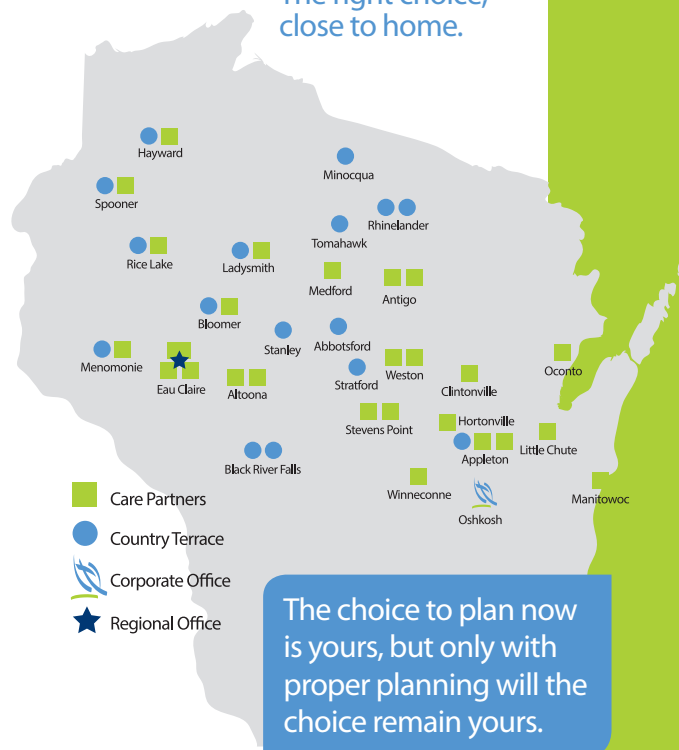 The right choice,
close to home.
Hayward
Minocqua
Spooner
Rhinelander
Tomahawk
Rice Lake
Ladysmith
Medford
Antigo
Bloomer
Stanley
Abbotsford
Menomonie
Eau Claire
Altoona
Stratford
Weston
Clintonville
Oconto
Stevens Point
Hortonville
Appleton
Little Chute
Black River Falls
Winneconne
Oshkosh
Manitowoc
Care Partners
Country Terrace
Corporate Office
Regional Office
The choice to plan now
is yours, but only with
proper planning will the
choice remain yours.